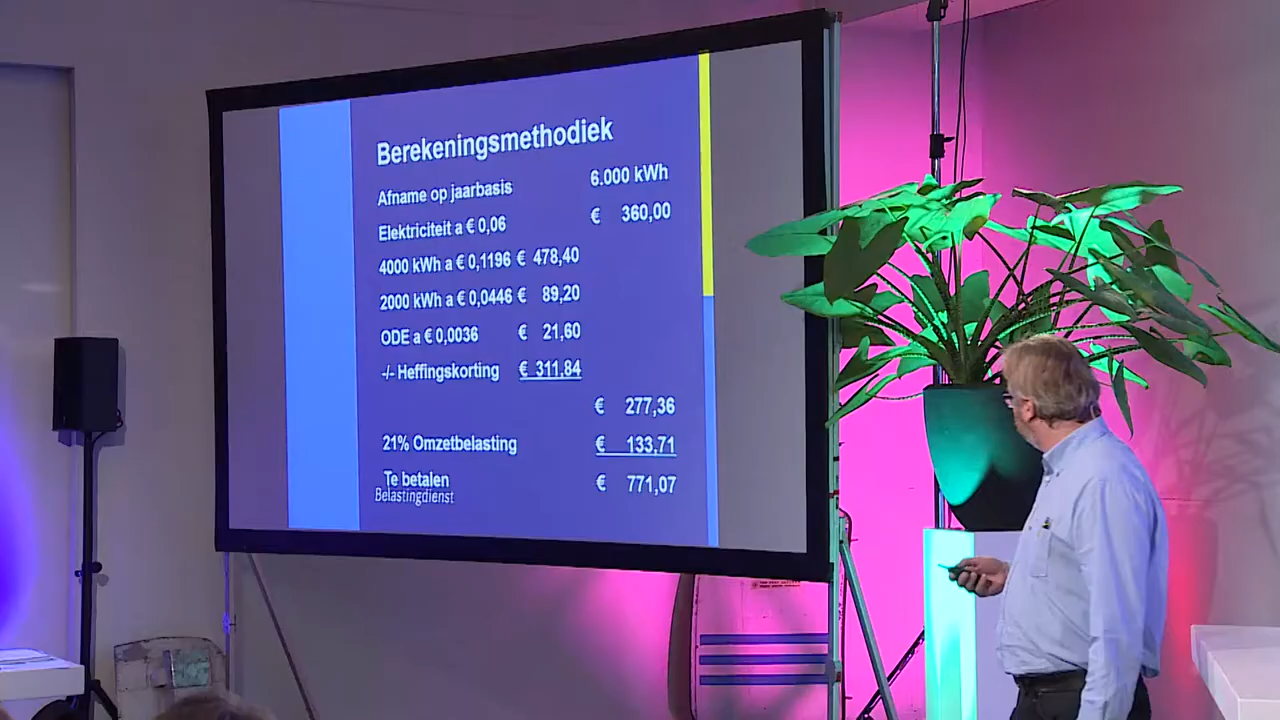 Berekeningsmethodiek
Afname op jaarbasis 6.000 kWh
Elektriciteit a € 0,06 € 360,00
4000 kWh a € 0,1196 € 478,40
2000 kWh a € 0,0446 € 89,20
ODE a € 0,0036 € 21,60
-/- Heffingskorting € 311,84
€ 277,36
21% Omzetbelasting € 133,71
Te betalen € 771,07
Belastingdienst